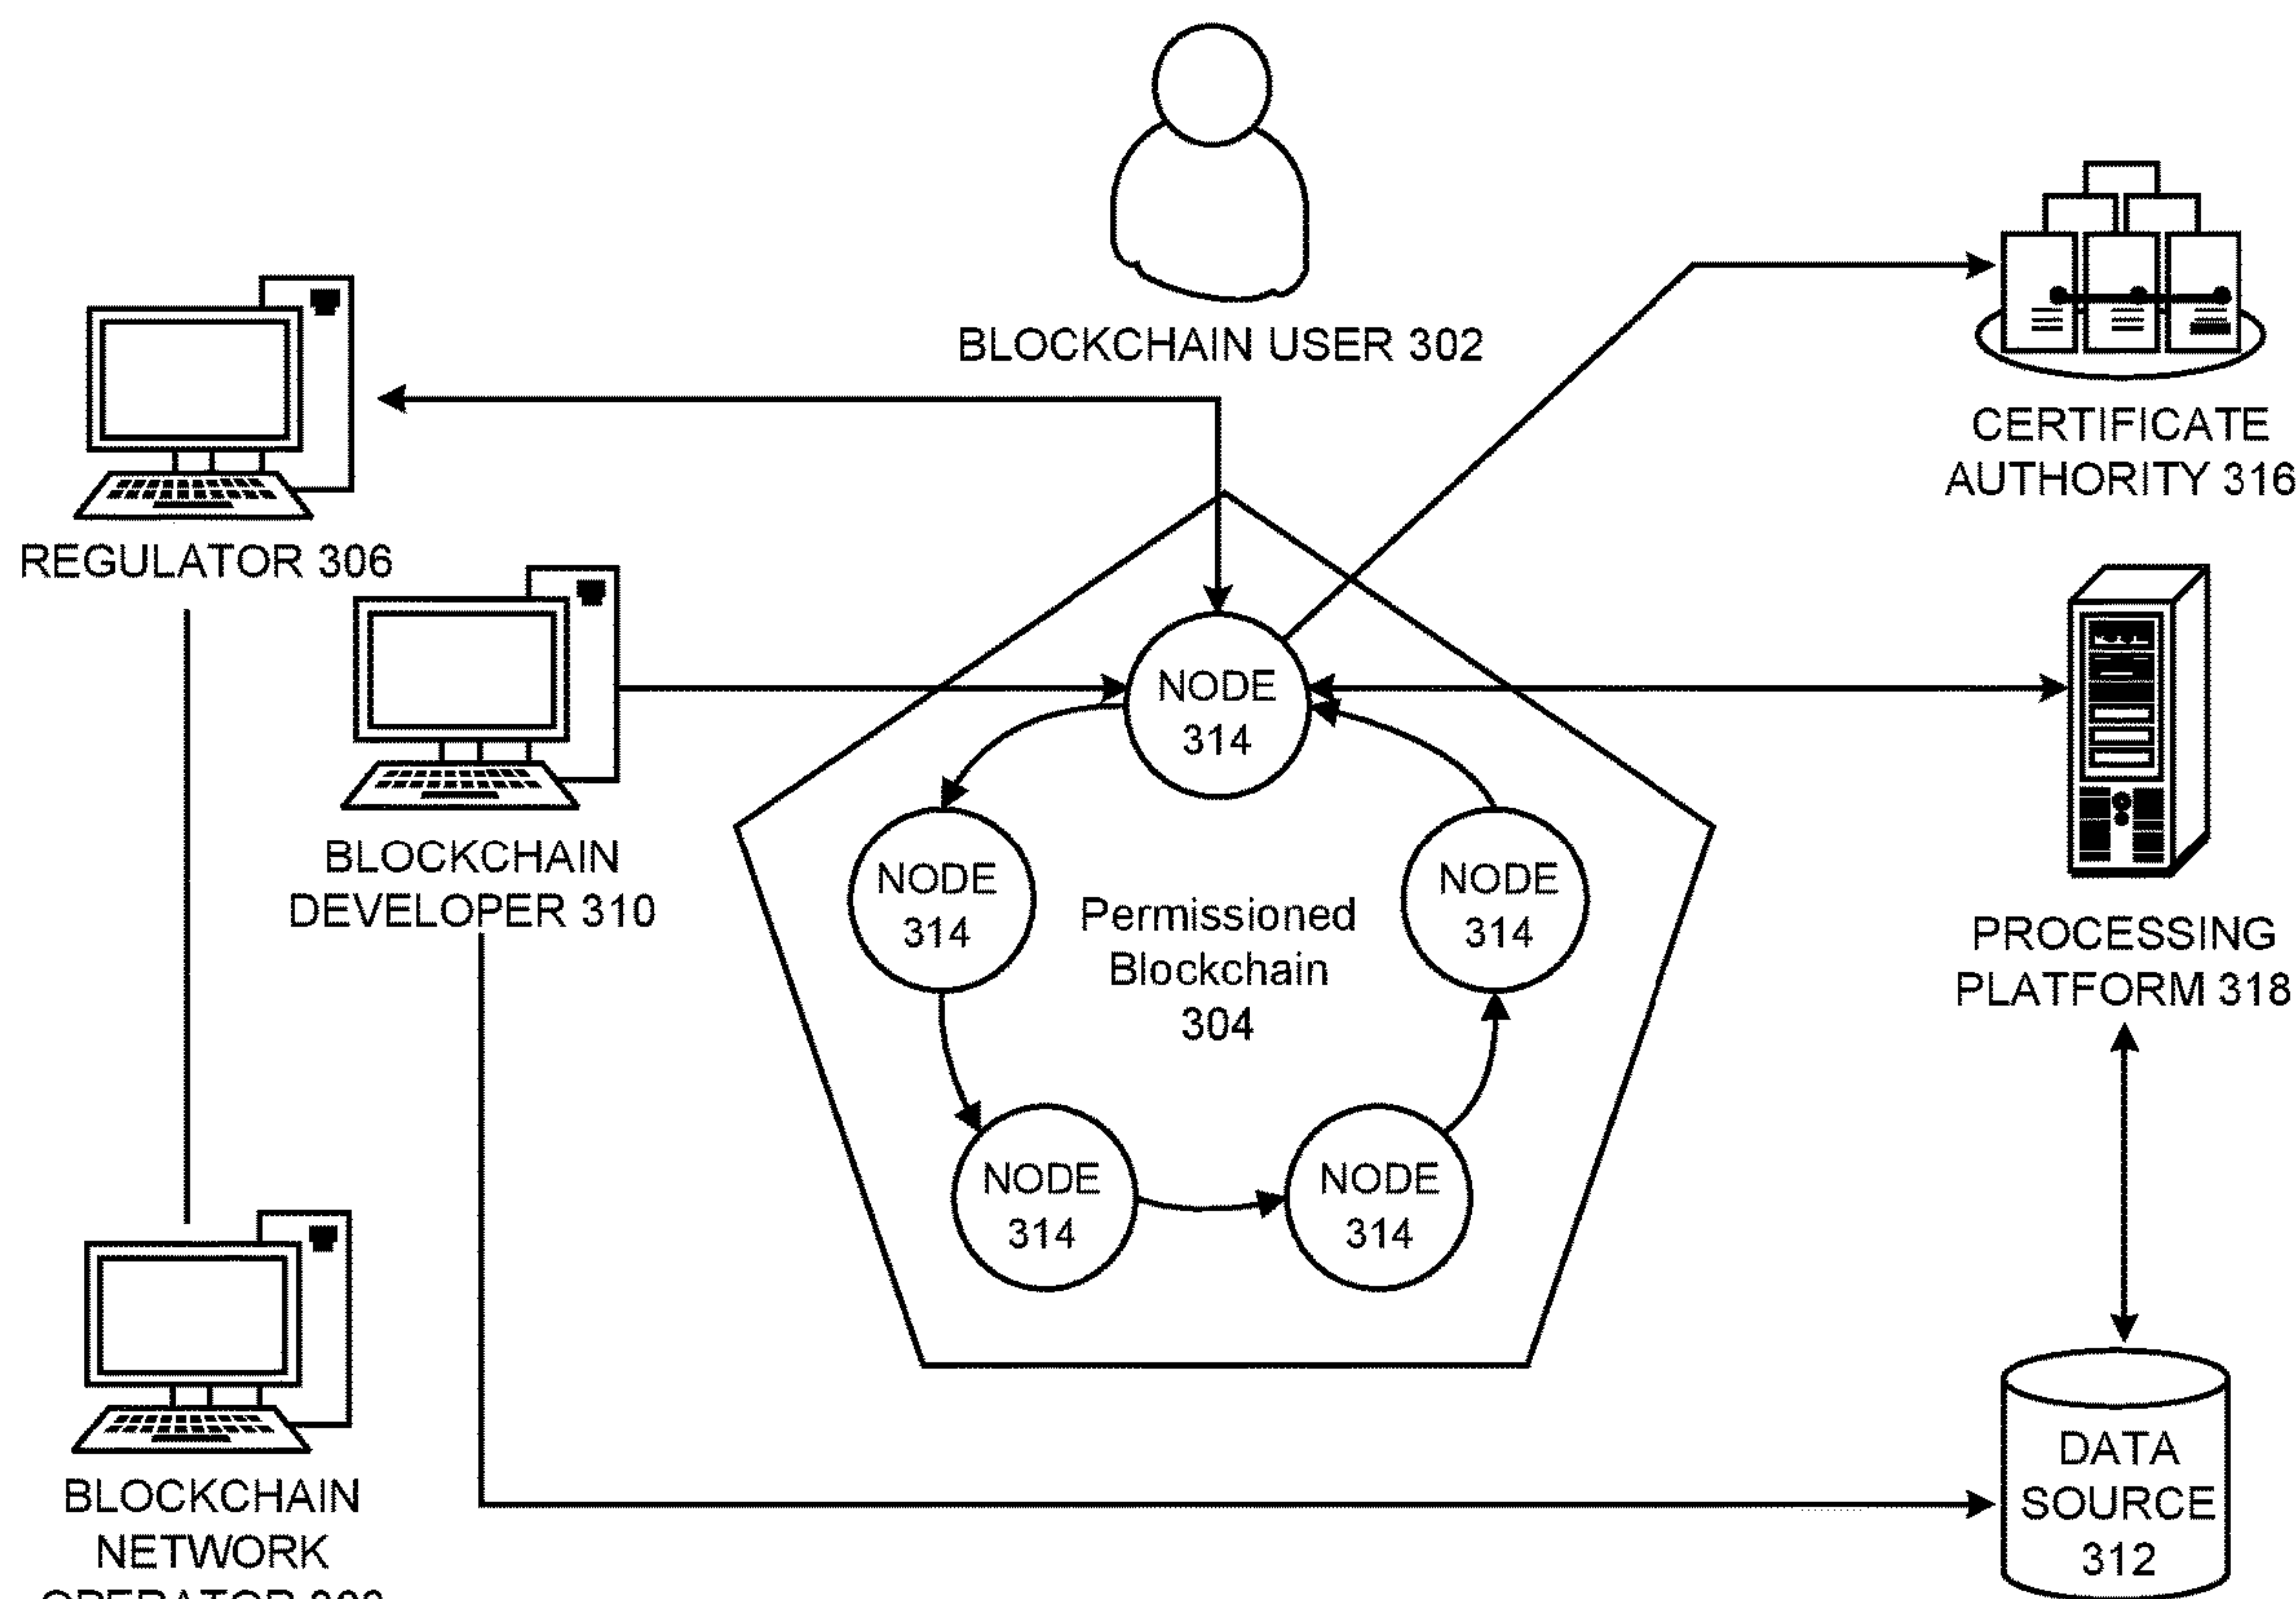 BLOCKCHAIN USER 302
CERTIFICATE
AUTHORITY 316
REGULATOR 306
BLOCKCHAIN
DEVELOPER 310
NODE
314
NODE
314
Permissioned
Blockchain
304
NODE
314
PROCESSING
PLATFORM 318
NODE
314
NODE
314
BLOCKCHAIN
NETWORK
OPERATOR
DATA
SOURCE
312